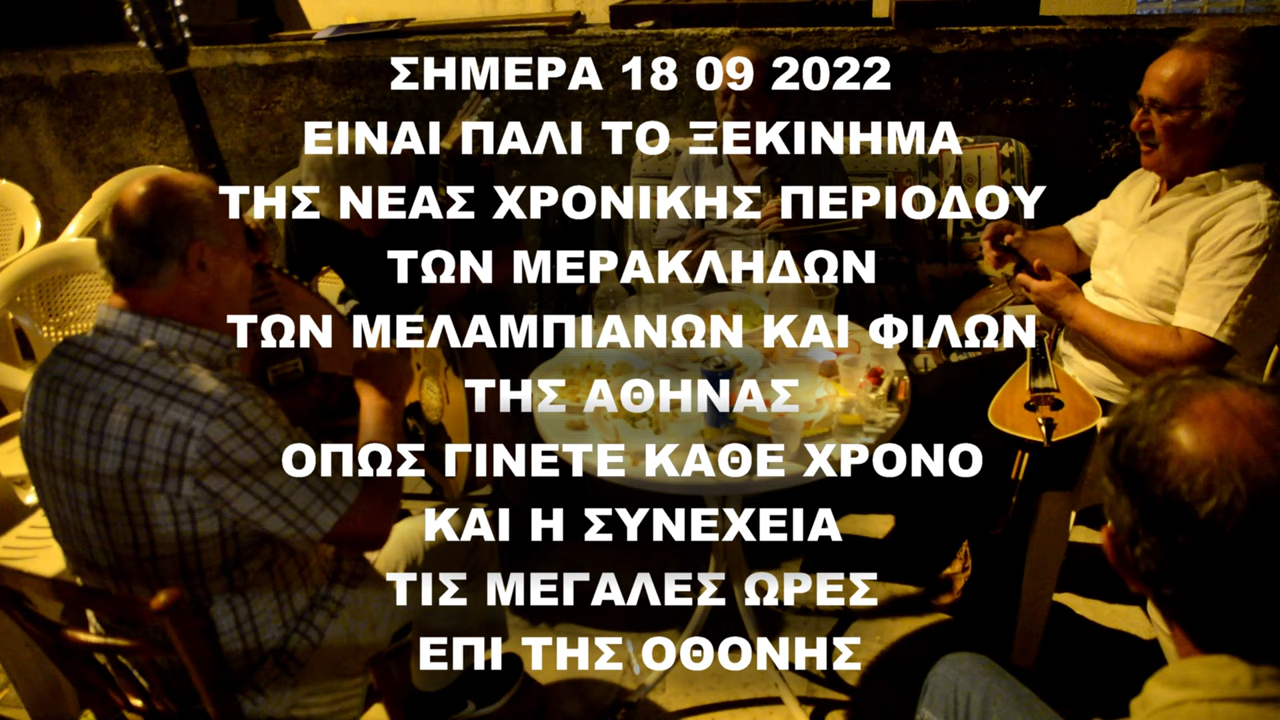 ΣΗΜΕΡΑ 18 09 2022
ΕΙΝΑΙ ΠΑΛΙ ΤΟ ΞΕΚΙΝΗΜΑ
ΤΗΣ ΝΕΑΣ ΧΡΟΝΙΚΗΣ ΠΕΡΙΟΔΟΥ
ΤΩΝ ΜΕΡΑΚΛΗΔΩΝ
ΤΩΝ ΜΕΛΑΜΠΙΑΝΩΝ ΚΑΙ ΦΙΛΩΝ
ΤΗΣ ΑΘΗΝΑΣ
ΟΠΩΣ ΓΙΝΕΤΕ ΚΑΘΕ ΧΡΟΝΟ
ΚΑΙ Η ΣΥΝΕΧΕΙΑ
ΤΙΣ ΜΕΓΑΛΕΣ ΩΡΕΣ
ΕΠΙ ΤΗΣ ΟΘΟΝΗΣ